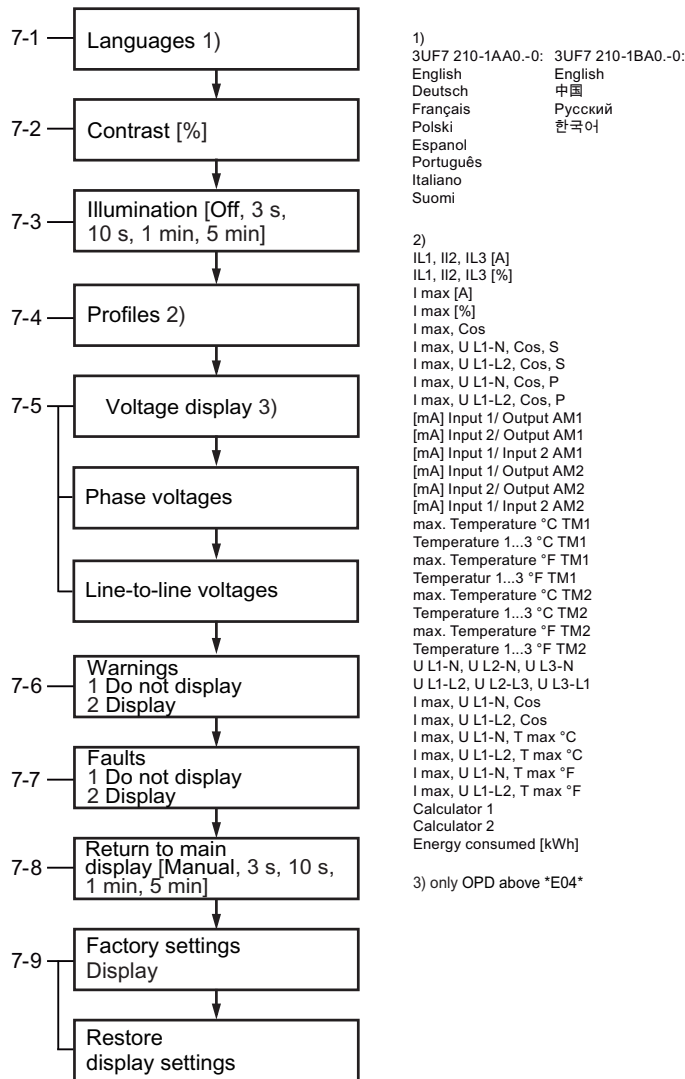 7-1
Languages 1)
7-2
Contrast [%]
7-3
Illumination [Off, 3 s,
10 s, 1 min, 5 min]
7-4
Profiles 2)
7-5
Voltage display 3)
Phase voltages
Line-to-line voltages
7-6
Warnings
1 Do not display
2 Display
7-7
Faults
1 Do not display
2 Display
7-8
Return to main
display [Manual, 3 s, 10 s,
1 min, 5 min]
7-9
Factory settings
Display
Restore
display settings
1)
3UF7 210-1AA0.-0:
English
Deutsch
Français
Polski
Espanol
Português
Italiano
Suomi
3UF7 210-1BA0.-0:
English
中国
Русский
한국어
2)
IL1, Il2, IL3 [A]
IL1, Il2, IL3 [%]
I max [A]
I max [%]
I max, Cos
I max, U L1-N, Cos, S
I max, U L1-L2, Cos, S
I max, U L1-N, Cos, P
I max, U L1-L2, Cos, P
[mA] Input 1/ Output AM1
[mA] Input 2/ Output AM1
[mA] Input 1/ Input 2 AM1
[mA] Input 1/ Output AM2
[mA] Input 2/ Output AM2
[mA] Input 1/ Input 2 AM2
max. Temperature °C TM1
Temperature 1...3 °C TM1
max. Temperature °F TM1
Temperatur 1...3 °F TM1
max. Temperature °C TM2
Temperature 1...3 °C TM2
max. Temperature °F TM2
Temperature 1...3 °F TM2
U L1-N, U L2-N, U L3-N
U L1-L2, U L2-L3, U L3-L1
I max, U L1-N, Cos
I max, U L1-L2, Cos
I max, U L1-N, T max °C
I max, U L1-L2, T max °C
I max, U L1-N, T max °F
I max, U L1-L2, T max °F
Calculator 1
Calculator 2
Energy consumed [kWh]
3) only OPD above *E04*